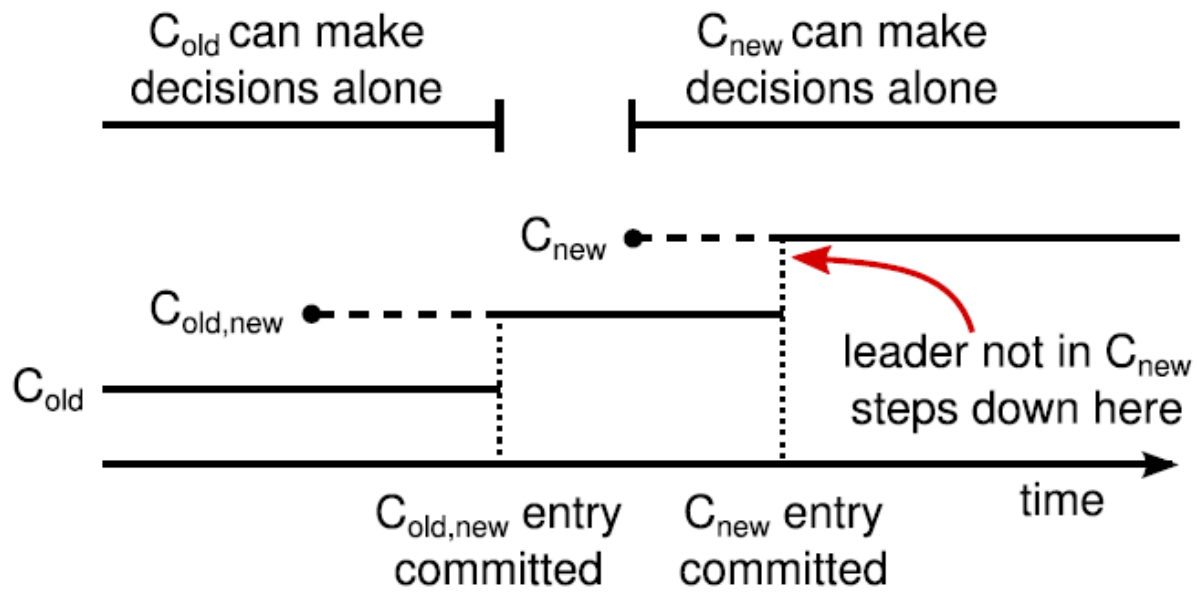 C_old can make
decisions alone
C_new can make
decisions alone
C_new
C_old,new
C_old
leader not in C_new
steps down here
time
C_old,new entry
committed
C_new entry
committed